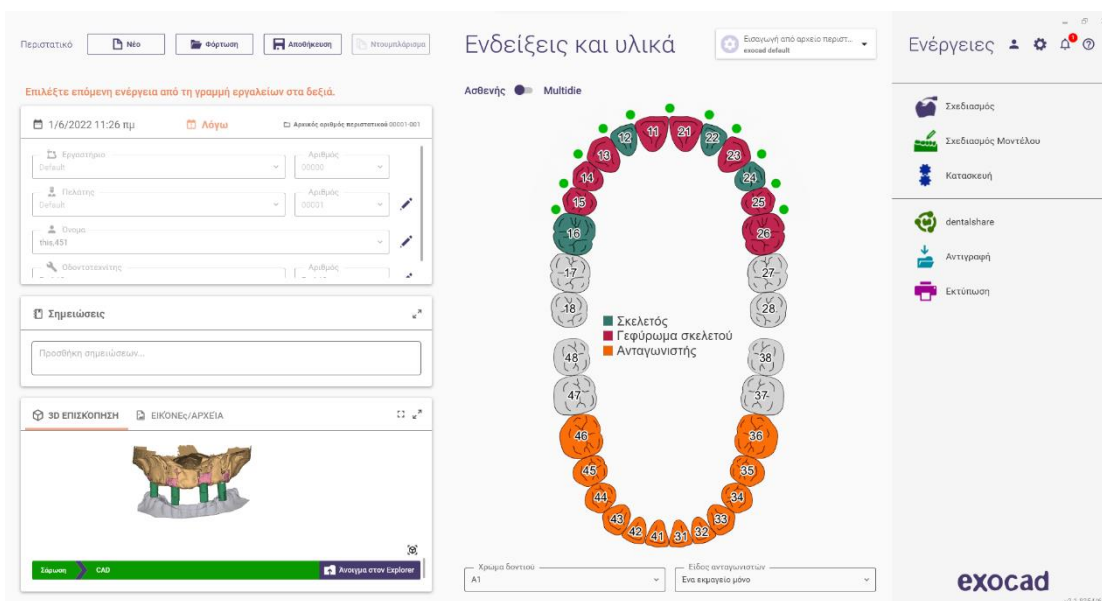 Περιστατικό
Νέο
Φόρτωση
Αποθήκευση
Ντουμπλάρισμα
Ενδείξεις και υλικά
Εισαγωγή από αρχείο περιστ...
exocad default
Ενέργειες
1
Επιλέξτε επόμενη ενέργεια από τη γραμμή εργαλείων στα δεξιά.
Ασθενής Multidie
1/6/2022 11:26 πμ
Λόγω
Αρχικός αριθμός περιστατικού 00001-001
Εργαστήριο
Default
Αριθμός
00000
Πελάτης
Default
Αριθμός
00001
Όνομα
this,451
Οδοντοτεχνίτης
Αριθμός
Σημειώσεις
Προσθήκη σημειώσεων...
3D ΕΠΙΣΚΌΠΗΣΗ
ΕΙΚΌΝΕς/ΑΡΧΕΊΑ
Σάρωση
CAD
Άνοιγμα στον Explorer
12 11 21 22
13 23
14 24
15 25
16 26
17 27
18 28
Σκελετός
Γεφύρωμα σκελετού
Ανταγωνιστής
48 38
47 37
46 36
45 35
44 34
43 33
42 41 31 32
Χρώμα δοντιού
A1
Είδος ανταγωνιστών
Ένα εκμαγείο μόνο
Σχεδιασμός
Σχεδιασμός Μοντέλου
Κατασκευή
dentalshare
Αντιγραφή
Εκτύπωση
exocad